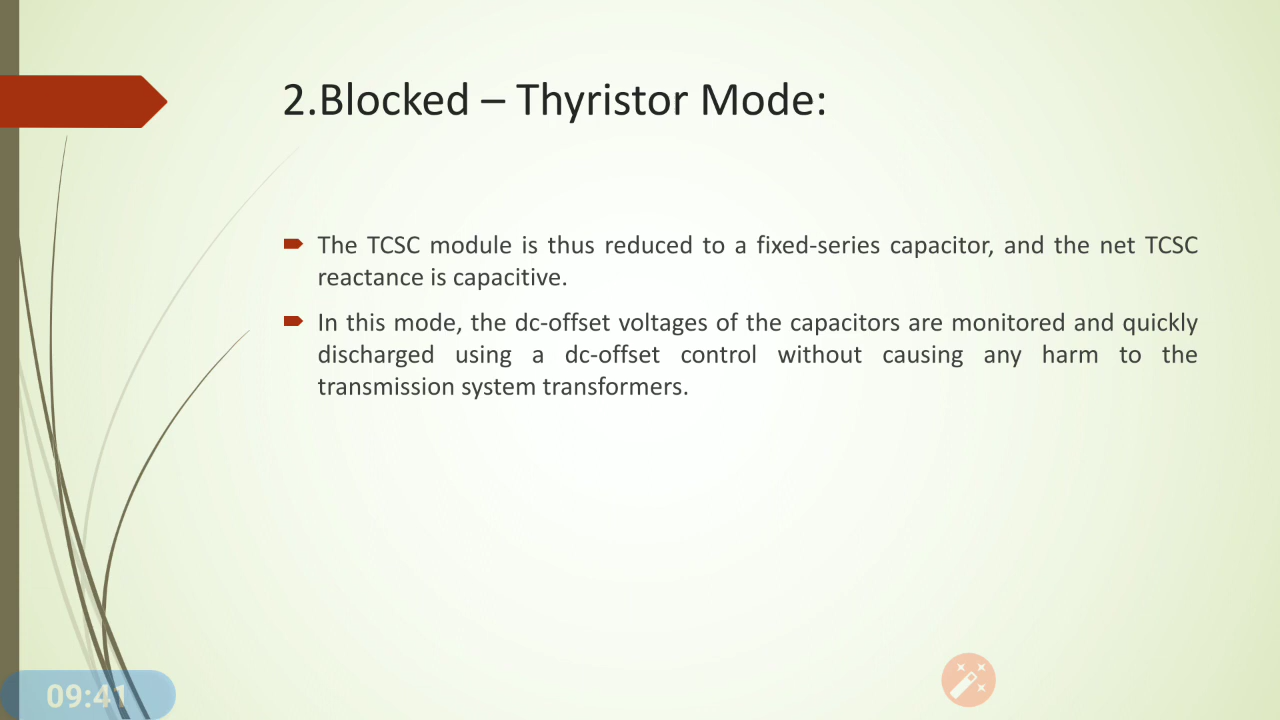 2.Blocked – Thyristor Mode:
The TCSC module is thus reduced to a fixed-series capacitor, and the net TCSC
reactance is capacitive.
In this mode, the dc-offset voltages of the capacitors are monitored and quickly
discharged using a dc-offset control without causing any harm to the
transmission system transformers.
09:41